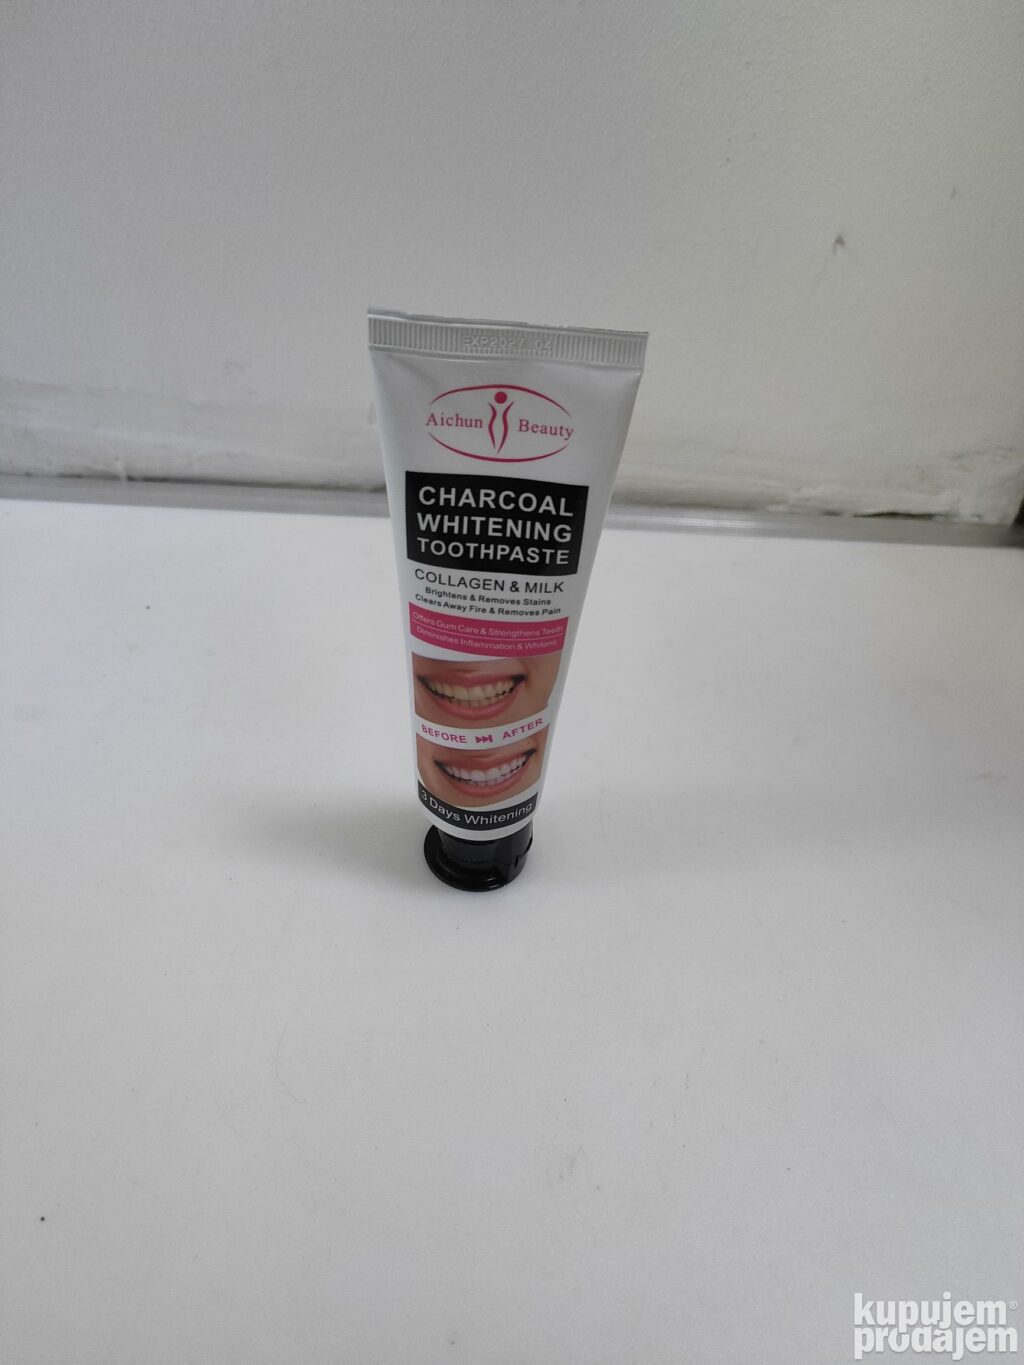 EXP2027 04
Aichun Beauty
CHARCOAL
WHITENING
TOOTHPASTE
COLLAGEN & MILK
Brightens & Removes Stains
Clears Away Fire & Removes Pain
Offers Gum Care & Strengthens Teeth
Diminishes Inflammation & Whitens
BEFORE AFTER
3 Days Whitening
kupujem®
prodajem